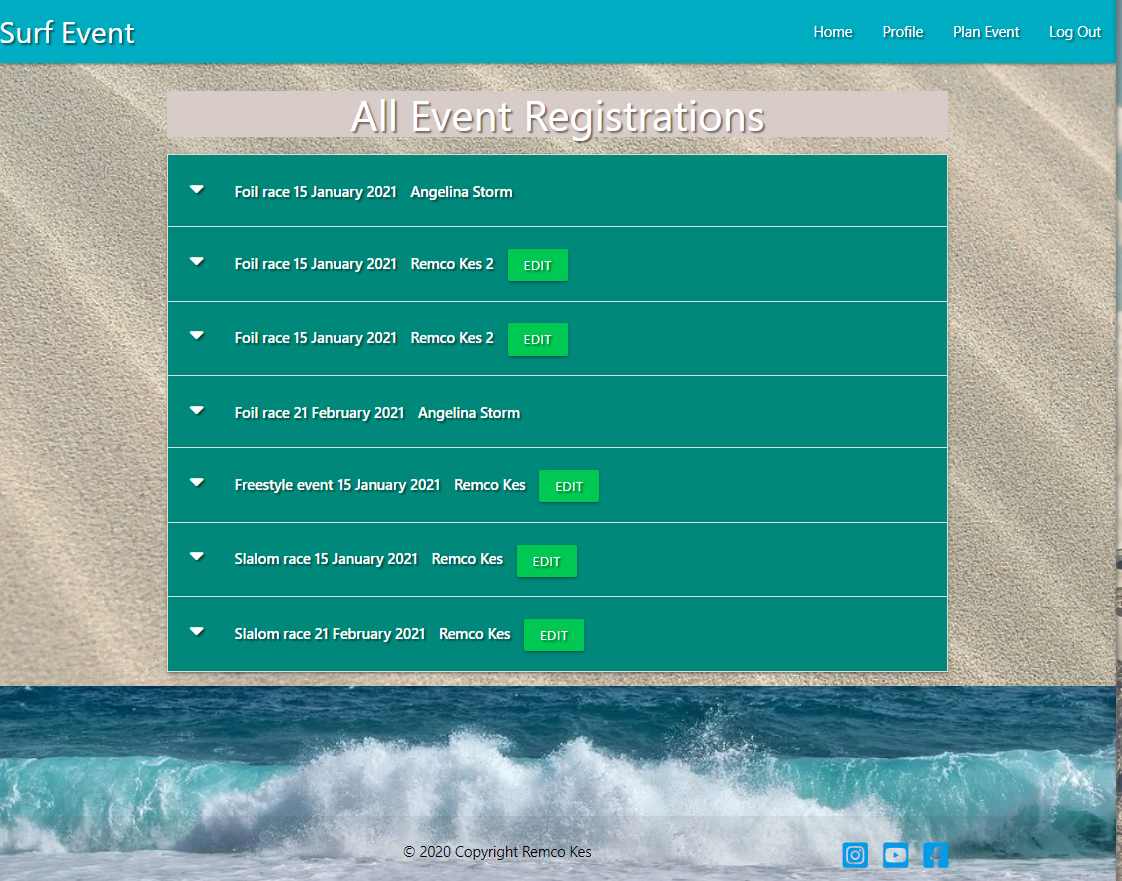 Surf Event Home Profile Plan Event Log Out
All Event Registrations
Foil race 15 January 2021 Angelina Storm
Foil race 15 January 2021 Remco Kes 2 EDIT
Foil race 15 January 2021 Remco Kes 2 EDIT
Foil race 21 February 2021 Angelina Storm
Freestyle event 15 January 2021 Remco Kes EDIT
Slalom race 15 January 2021 Remco Kes EDIT
Slalom race 21 February 2021 Remco Kes EDIT
© 2020 Copyright Remco Kes